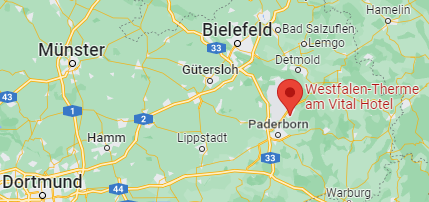 Hamelin
Bielefeld
Bad Salzuflen
Lemgo
Münster
33
Detmold
Gütersloh
Westfalen-Therme
am Vital Hotel
43
1
2
Paderborn
Hamm
Lippstadt
33
Dortmund
44
Warburg